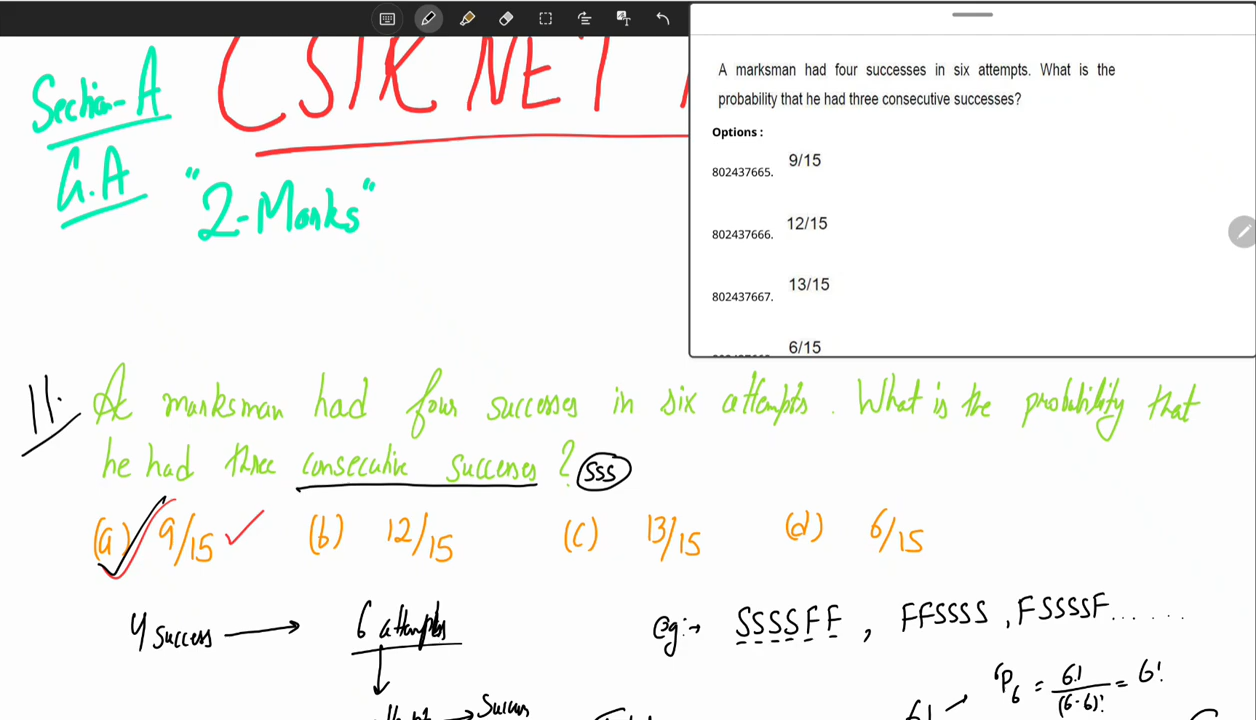 Section-A
CSIR NET
G.A
"2-Marks"
A marksman had four successes in six attempts. What is the
probability that he had three consecutive successes?
Options :
802437665. 9/15
802437666. 12/15
802437667. 13/15
6/15
11. A marksman had four successes in six attempts. What is the probability that
he had three consecutive successes? SSS
(a) 9/15 (b) 12/15 (c) 13/15 (d) 6/15
4 Success → 6 attempts
eg:→ SSSSFF, FFSSSS, FSSSSF......
⁶P₆ = 6!/(6-6)! = 6!